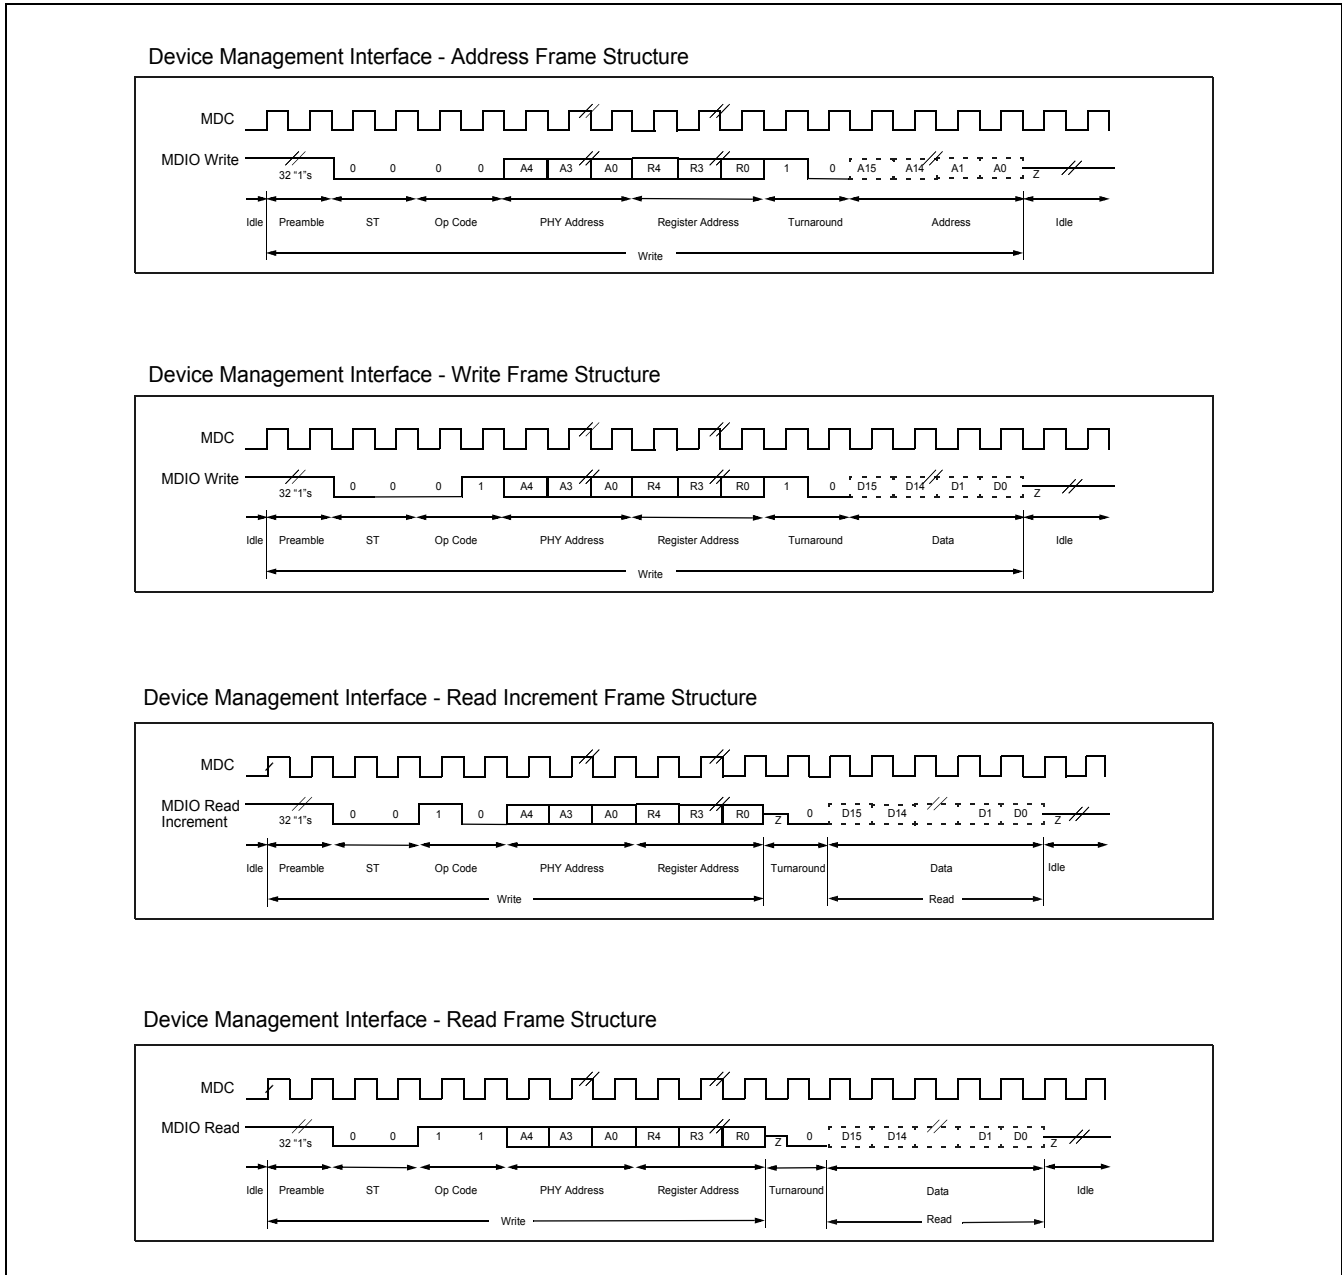 Device Management Interface - Address Frame Structure
MDC
MDIO Write
32 “1”s 0 0 0 0 A4 A3 A0 R4 R3 R0 1 0 A15 A14 A1 A0 Z
Idle Preamble ST Op Code PHY Address Register Address Turnaround Address Idle
Write
Device Management Interface - Write Frame Structure
MDC
MDIO Write
32 “1”s 0 0 0 1 A4 A3 A0 R4 R3 R0 1 0 D15 D14 D1 D0 Z
Idle Preamble ST Op Code PHY Address Register Address Turnaround Data Idle
Write
Device Management Interface - Read Increment Frame Structure
MDC
MDIO Read
Increment
32 “1”s 0 0 1 0 A4 A3 A0 R4 R3 R0 Z 0 D15 D14 D1 D0 Z
Idle Preamble ST Op Code PHY Address Register Address Turnaround Data Idle
Write Read
Device Management Interface - Read Frame Structure
MDC
MDIO Read
32 “1”s 0 0 1 1 A4 A3 A0 R4 R3 R0 Z 0 D15 D14 D1 D0 Z
Idle Preamble ST Op Code PHY Address Register Address Turnaround Data Idle
Write Read